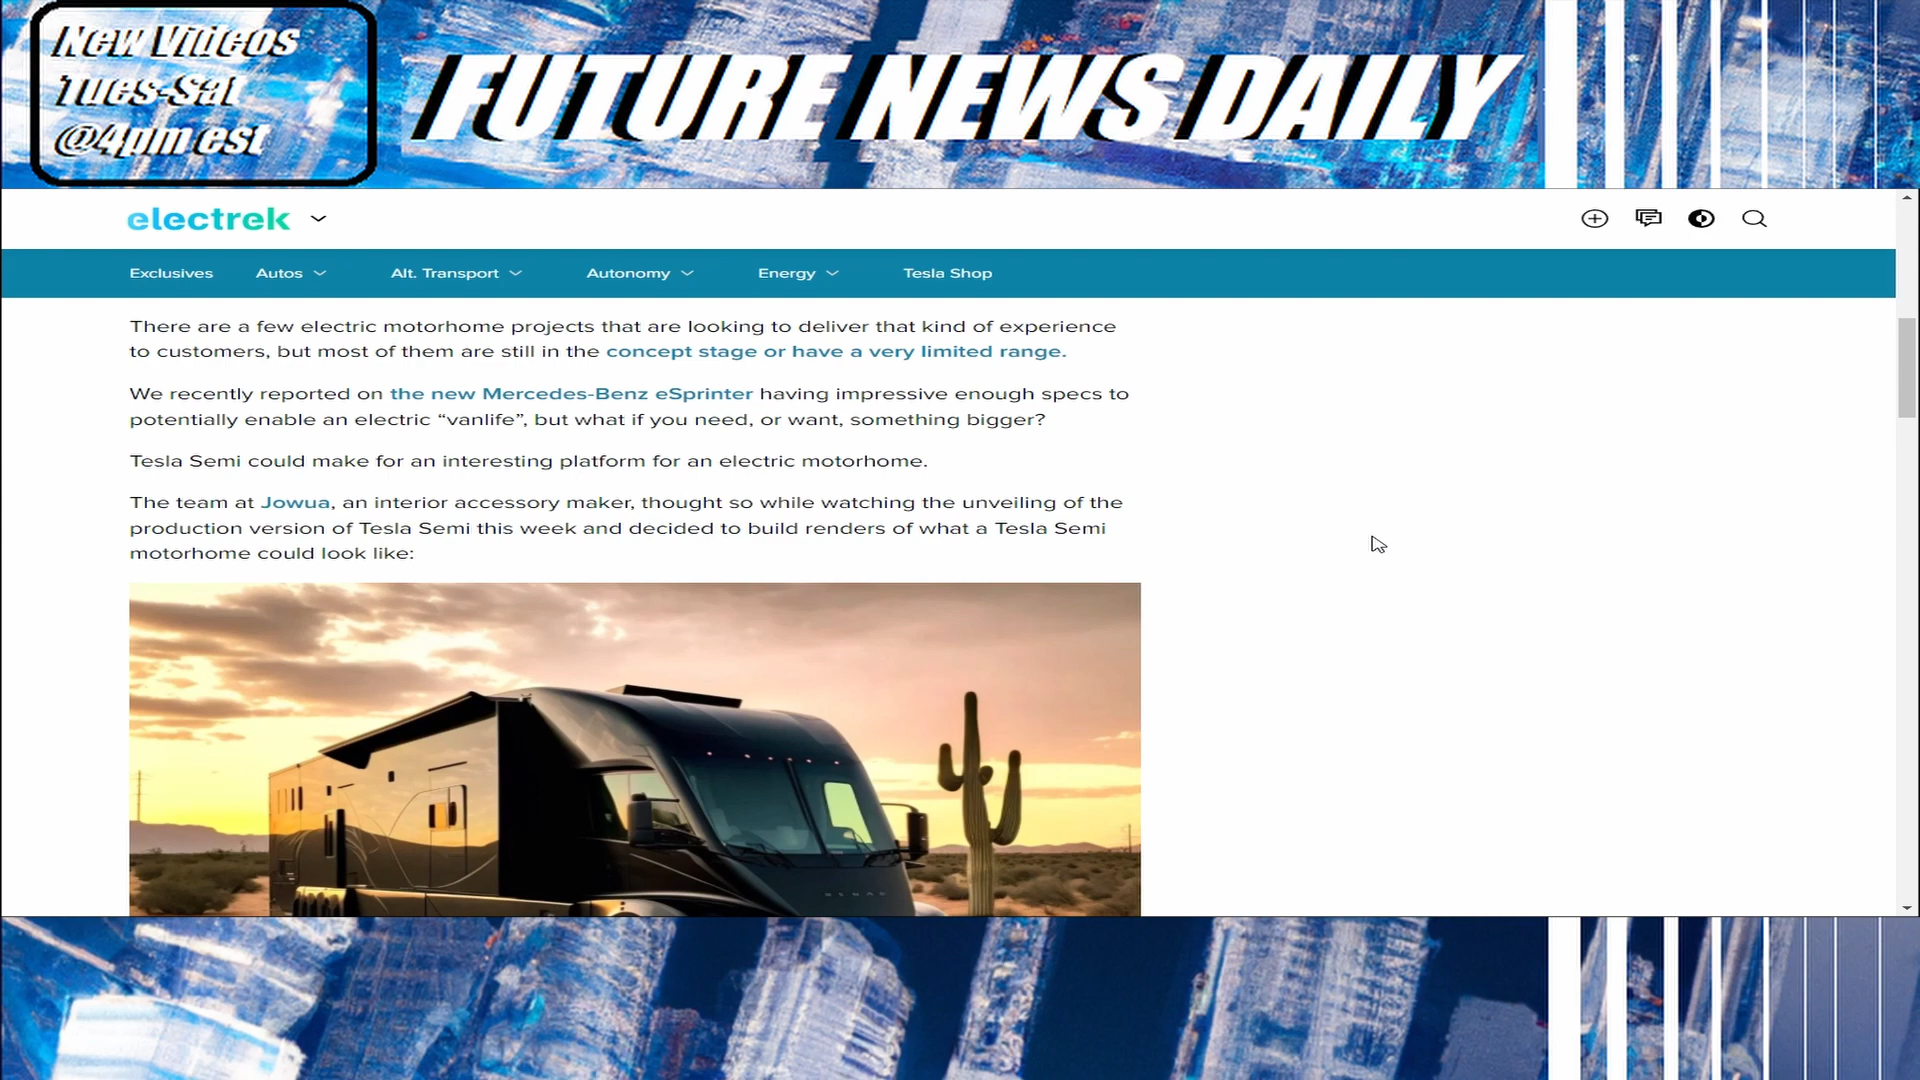 New Videos
Tues-Sat
@4pm est
FUTURE NEWS DAILY
electrek
Exclusives Autos Alt. Transport Autonomy Energy Tesla Shop
There are a few electric motorhome projects that are looking to deliver that kind of experience
to customers, but most of them are still in the concept stage or have a very limited range.
We recently reported on the new Mercedes-Benz eSprinter having impressive enough specs to
potentially enable an electric “vanlife”, but what if you need, or want, something bigger?
Tesla Semi could make for an interesting platform for an electric motorhome.
The team at Jowua, an interior accessory maker, thought so while watching the unveiling of the
production version of Tesla Semi this week and decided to build renders of what a Tesla Semi
motorhome could look like: